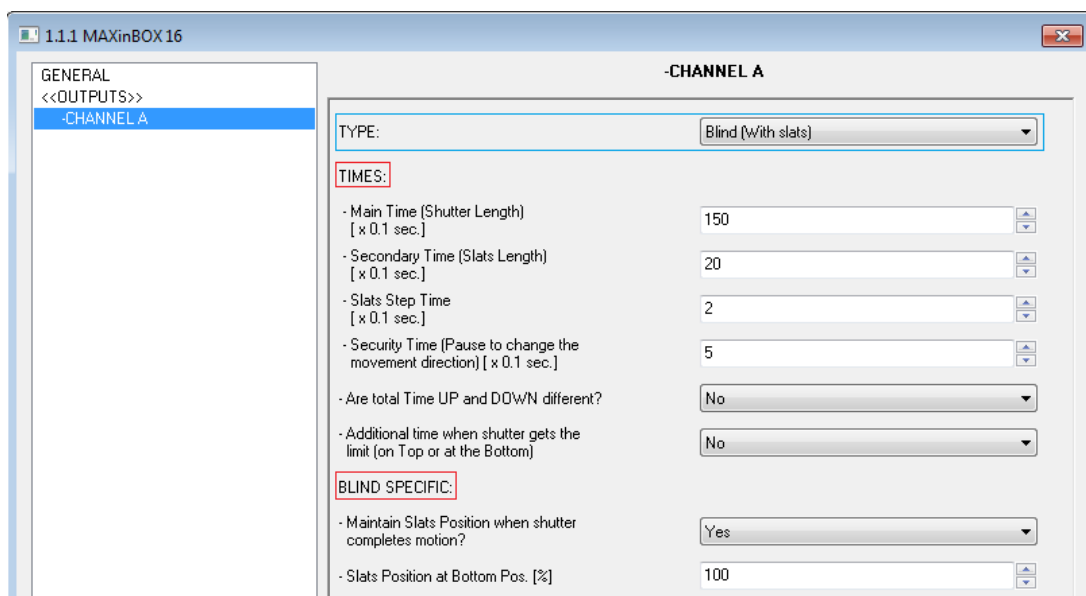 1.1.1 MAXinBOX 16
GENERAL
<<OUTPUTS>>
-CHANNEL A
-CHANNEL A
TYPE: Blind (With slats)
TIMES:
- Main Time (Shutter Length)
[ x 0.1 sec.] 150
- Secondary Time (Slats Length)
[ x 0.1 sec.] 20
- Slats Step Time
[ x 0.1 sec.] 2
- Security Time (Pause to change the
movement direction) [ x 0.1 sec.] 5
- Are total Time UP and DOWN different? No
- Additional time when shutter gets the
limit (on Top or at the Bottom) No
BLIND SPECIFIC:
- Maintain Slats Position when shutter
completes motion? Yes
- Slats Position at Bottom Pos. [%] 100